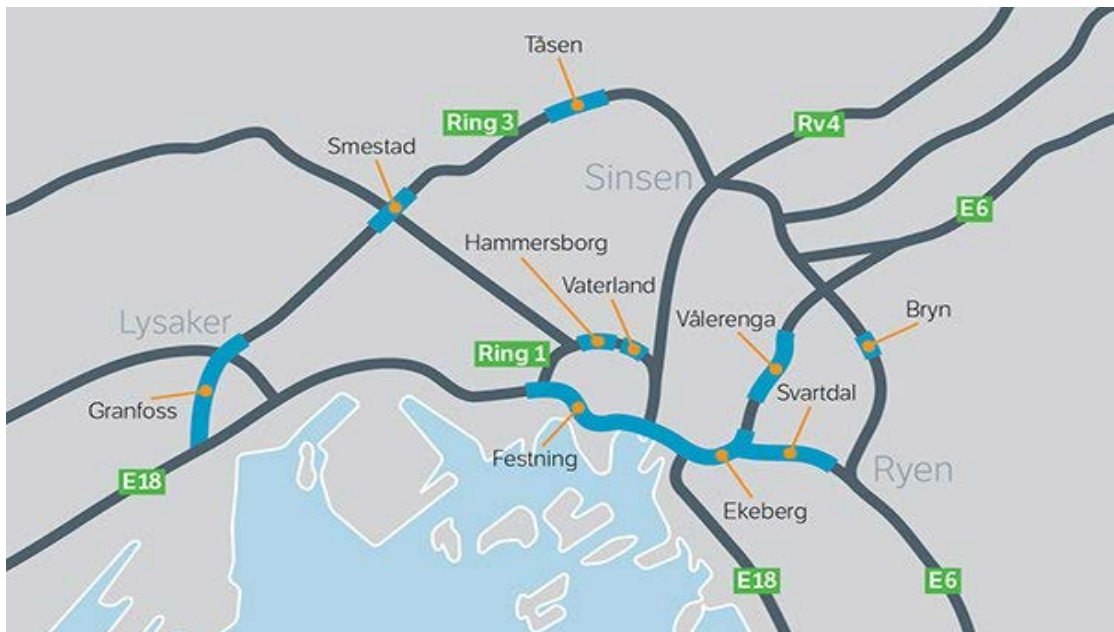 Tåsen
Ring 3
Rv4
Smestad
Sinsen
E6
Hammersborg
Vaterland
Lysaker
Vålerenga
Bryn
Ring 1
Svartdal
Granfoss
Festning
Ryen
E18
Ekeberg
E18
E6